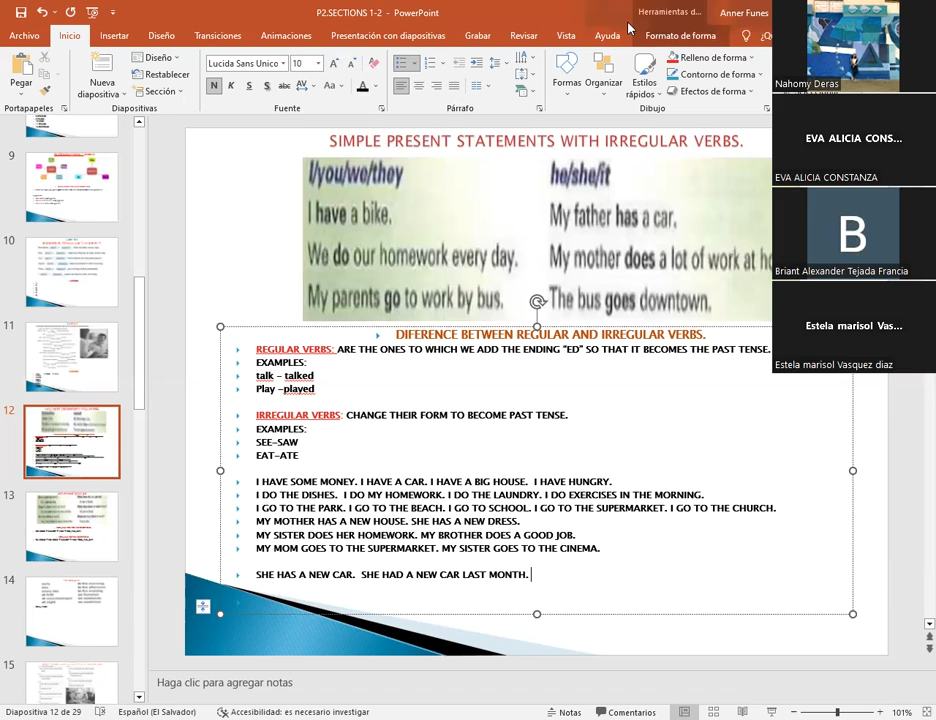 P2.SECTIONS 1-2 - PowerPoint
Herramientas d...
Anner Funes
Archivo
Inicio
Insertar
Diseño
Transiciones
Animaciones
Presentación con diapositivas
Grabar
Revisar
Vista
Ayuda
Formato de forma
Pegar
Nueva
diapositiva
Diseño
Restablecer
Sección
Lucida Sans Unico
10
N
K
S
abc
AV
Aa
A
Formas
Organizar
Estilos
rápidos
Relleno de forma
Contorno de forma
Efectos de forma
Portapapeles
Diapositivas
Fuente
Párrafo
Dibujo
Nahomy Deras
EVA ALICIA CONS...
EVA ALICIA CONSTANZA
B
Briant Alexander Tejada Francia
Estela marisol Vas...
Estela marisol Vasquez diaz
9
10
11
12
13
14
15
SIMPLE PRESENT STATEMENTS WITH IRREGULAR VERBS.
I/you/we/they
he/she/it
I have a bike.
My father has a car.
We do our homework every day.
My mother does a lot of work at
My parents go to work by bus.
The bus goes downtown.
DIFERENCE BETWEEN REGULAR AND IRREGULAR VERBS.
REGULAR VERBS: ARE THE ONES TO WHICH WE ADD THE ENDING "ED" SO THAT IT BECOMES THE PAST TENSE.
EXAMPLES:
talk – talked
Play –played
IRREGULAR VERBS: CHANGE THEIR FORM TO BECOME PAST TENSE.
EXAMPLES:
SEE-SAW
EAT-ATE
I HAVE SOME MONEY. I HAVE A CAR. I HAVE A BIG HOUSE. I HAVE HUNGRY.
I DO THE DISHES. I DO MY HOMEWORK. I DO THE LAUNDRY. I DO EXERCISES IN THE MORNING.
I GO TO THE PARK. I GO TO THE BEACH. I GO TO SCHOOL. I GO TO THE SUPERMARKET. I GO TO THE CHURCH.
MY MOTHER HAS A NEW HOUSE. SHE HAS A NEW DRESS.
MY SISTER DOES HER HOMEWORK. MY BROTHER DOES A GOOD JOB.
MY MOM GOES TO THE SUPERMARKET. MY SISTER GOES TO THE CINEMA.
SHE HAS A NEW CAR. SHE HAD A NEW CAR LAST MONTH.
Haga clic para agregar notas
Diapositiva 12 de 29
Español (El Salvador)
Accesibilidad: es necesario investigar
Notas
Comentarios
101%